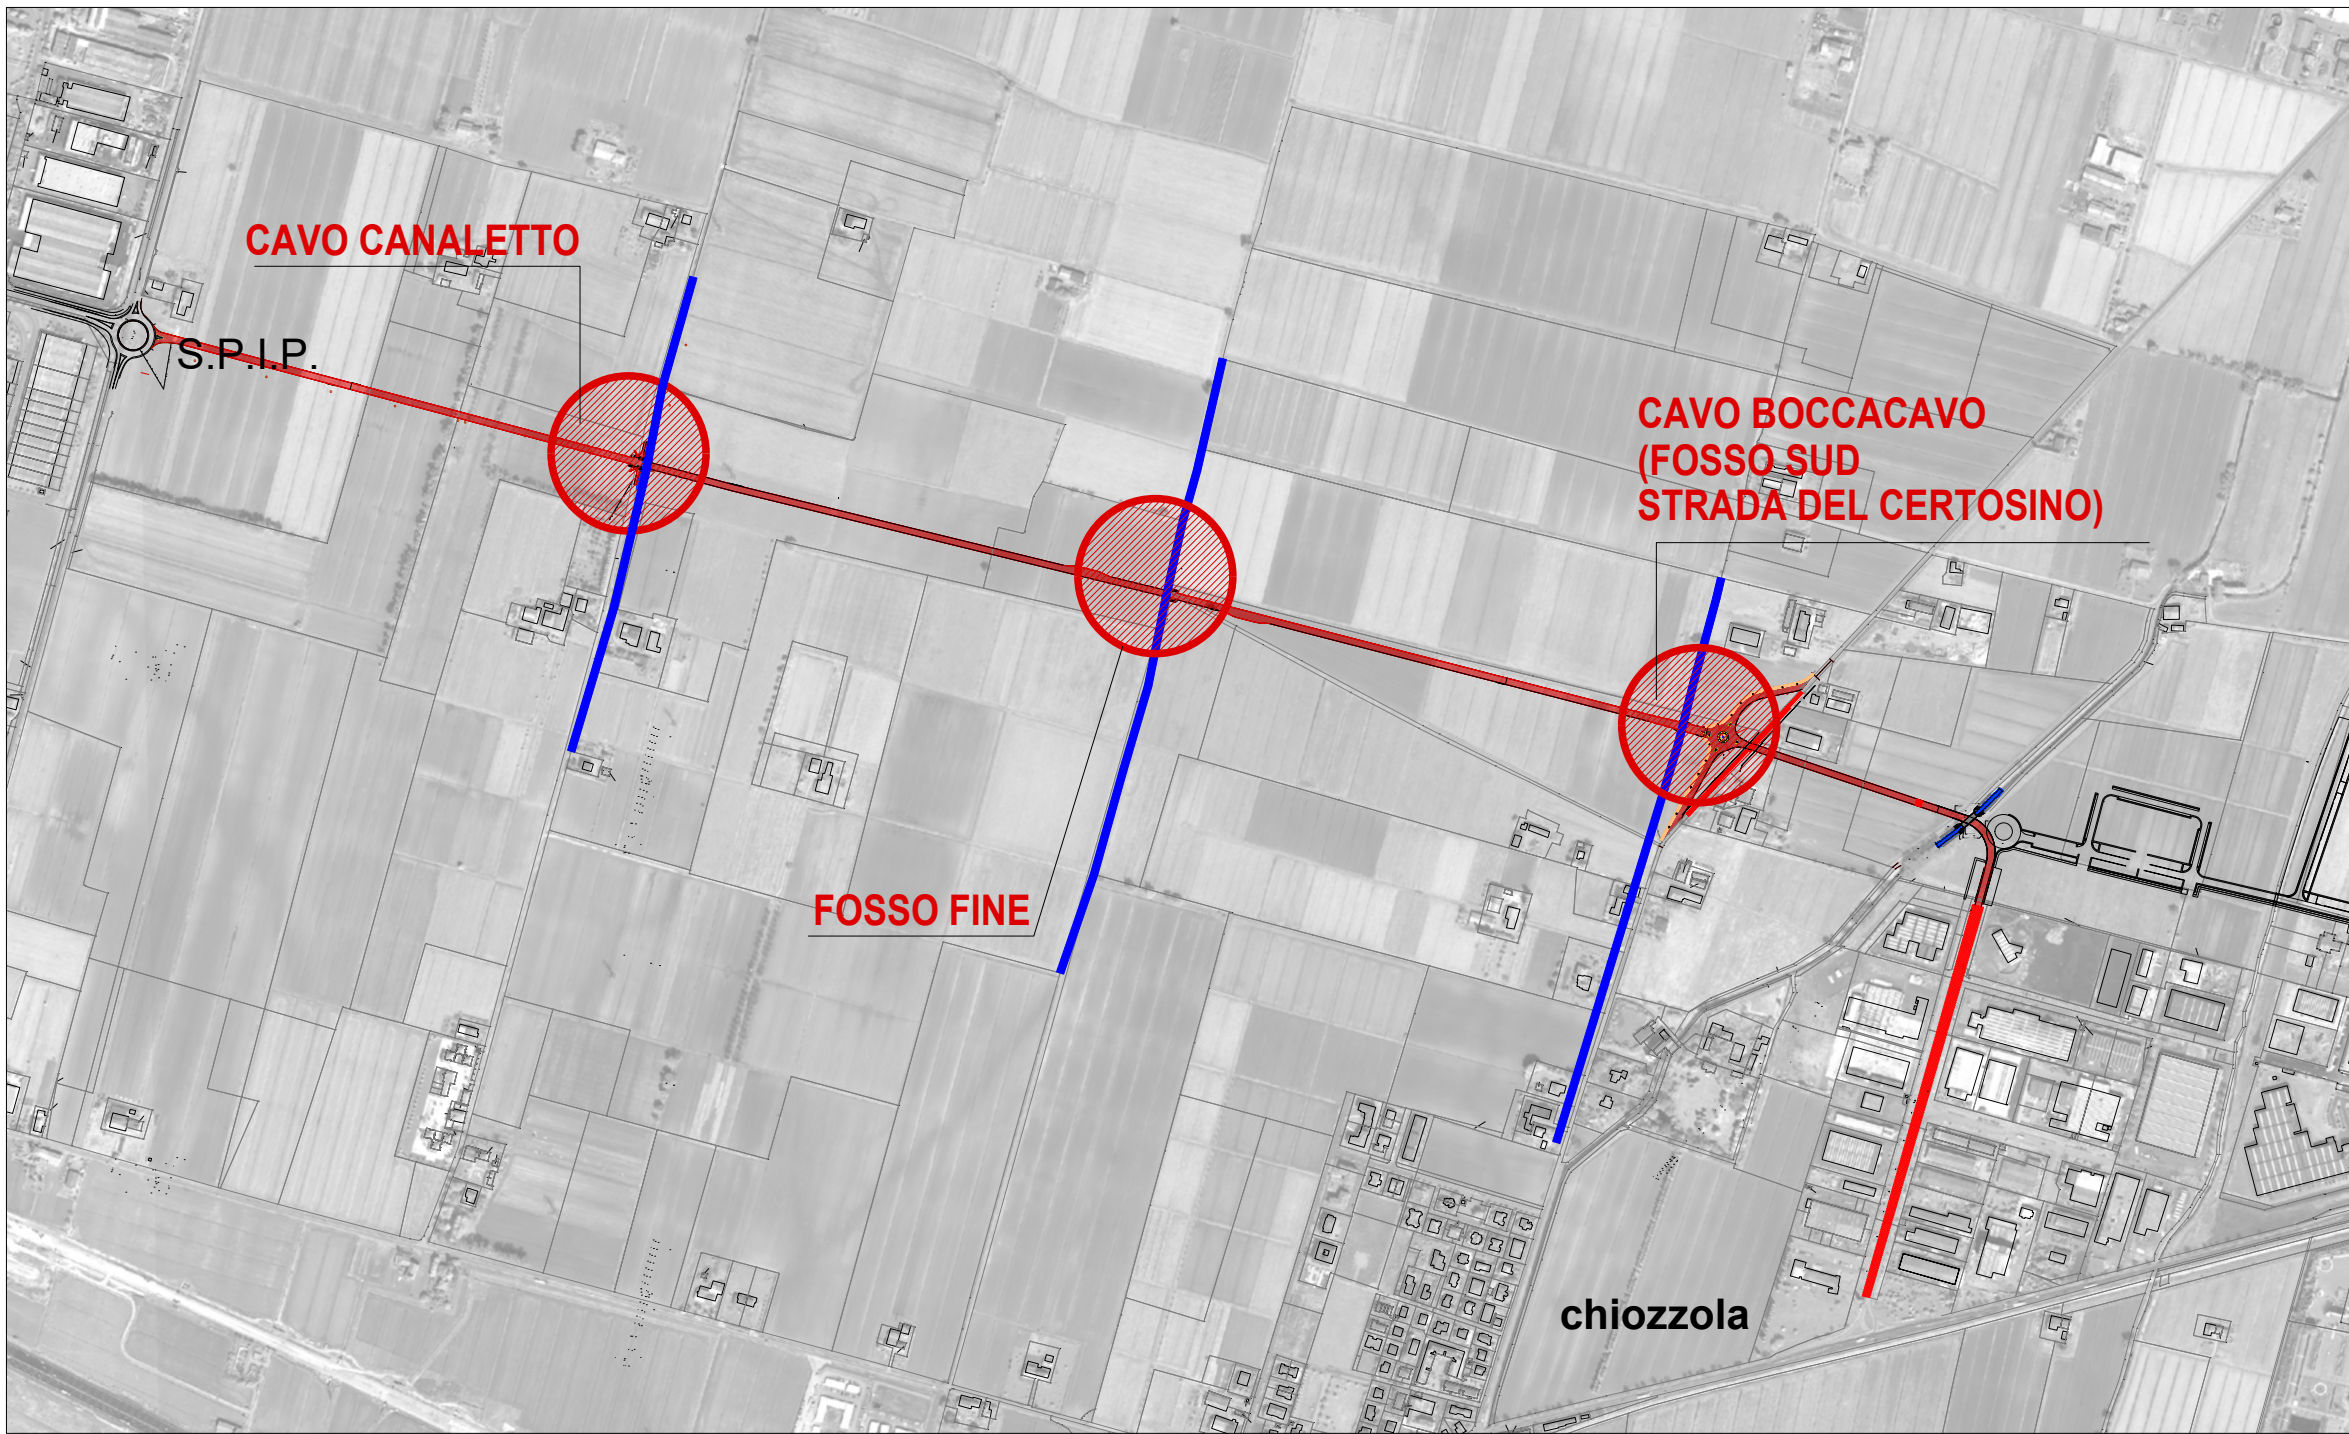 CAVO CANALETTO
S.P.I.P.
CAVO BOCCACAVO
(FOSSO SUD
STRADA DEL CERTOSINO)
FOSSO FINE
chiozzola